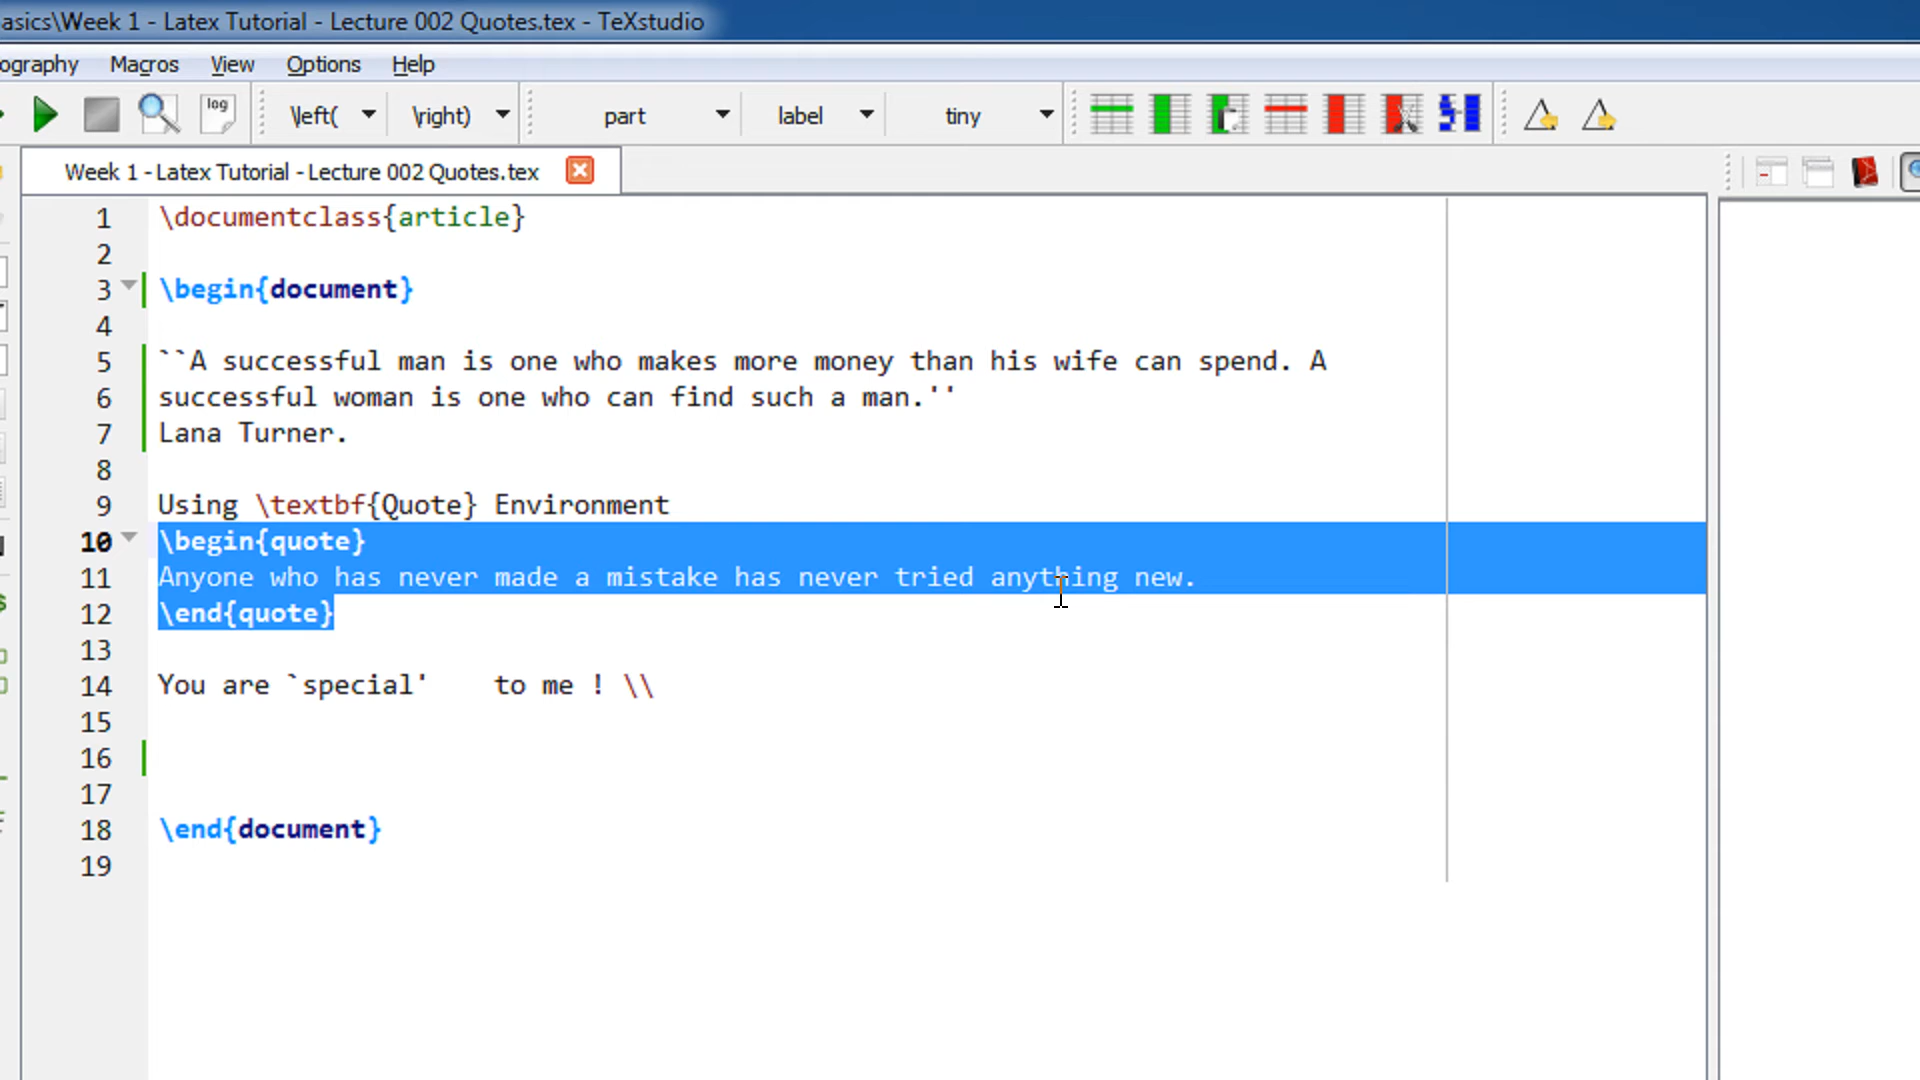 asics\Week 1 - Latex Tutorial - Lecture 002 Quotes.tex - TeXstudio
ography Macros View Options Help
log \left( \right) part label tiny
Week 1 - Latex Tutorial - Lecture 002 Quotes.tex
1 \documentclass{article}
2
3 \begin{document}
4
5 ``A successful man is one who makes more money than his wife can spend. A
6 successful woman is one who can find such a man.''
7 Lana Turner.
8
9 Using \textbf{Quote} Environment
10 \begin{quote}
11 Anyone who has never made a mistake has never tried anything new.
12 \end{quote}
13
14 You are `special'    to me ! \\
15
16
17
18 \end{document}
19